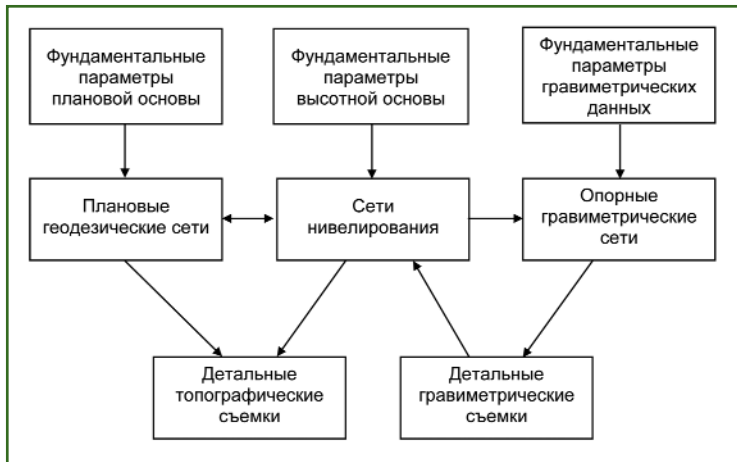 Фундаментальные
параметры
плановой основы
Фундаментальные
параметры
высотной основы
Фундаментальные
параметры
гравиметрических
данных
Плановые
геодезические сети
Сети
нивелирования
Опорные
гравиметрические
сети
Детальные
топографические
съемки
Детальные
гравиметрические
съемки